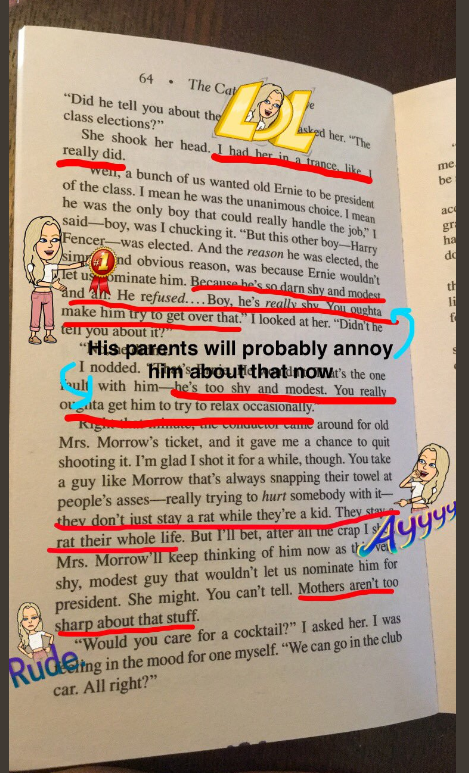 64 • The Cat
LOL
"Did he tell you about the asked her. "The
class elections?"
She shook her head. I had her in a trance, like. I
really did.
"Well, a bunch of us wanted old Ernie to be president
of the class. I mean he was the unanimous choice. I mean
he was the only boy that could really handle the job," I
said—boy, was I chucking it. "But this other boy—Harry
Fencer—was elected. And the reason he was elected, the
#1
and obvious reason, was because Ernie wouldn't
let us nominate him. Because he's so darn shy and modest
and all. He refused.... Boy, he's really shy. You oughta
make him try to get over that." I looked at her. "Didn't he
tell you about it?"
His parents will probably annoy
him about that now
I nodded. that's the one
fault with him—he's too shy and modest. You really
oughta get him to try to relax occasionally."
Right that minute, the conductor came around for old
Mrs. Morrow's ticket, and it gave me a chance to quit
shooting it. I'm glad I shot it for a while, though. You take
a guy like Morrow that's always snapping their towel at
people's asses—really trying to hurt somebody with it—
they don't just stay a rat while they're a kid. They stay a
rat their whole life. But I'll bet, after all the crap I
Ayyyy
Mrs. Morrow'll keep thinking of him now as
shy, modest guy that wouldn't let us nominate him for
president. She might. You can't tell. Mothers aren't too
sharp about that stuff.
"Would you care for a cocktail?" I asked her. I was
Rude.
feeling in the mood for one myself. "We can go in the club
car. All right?"